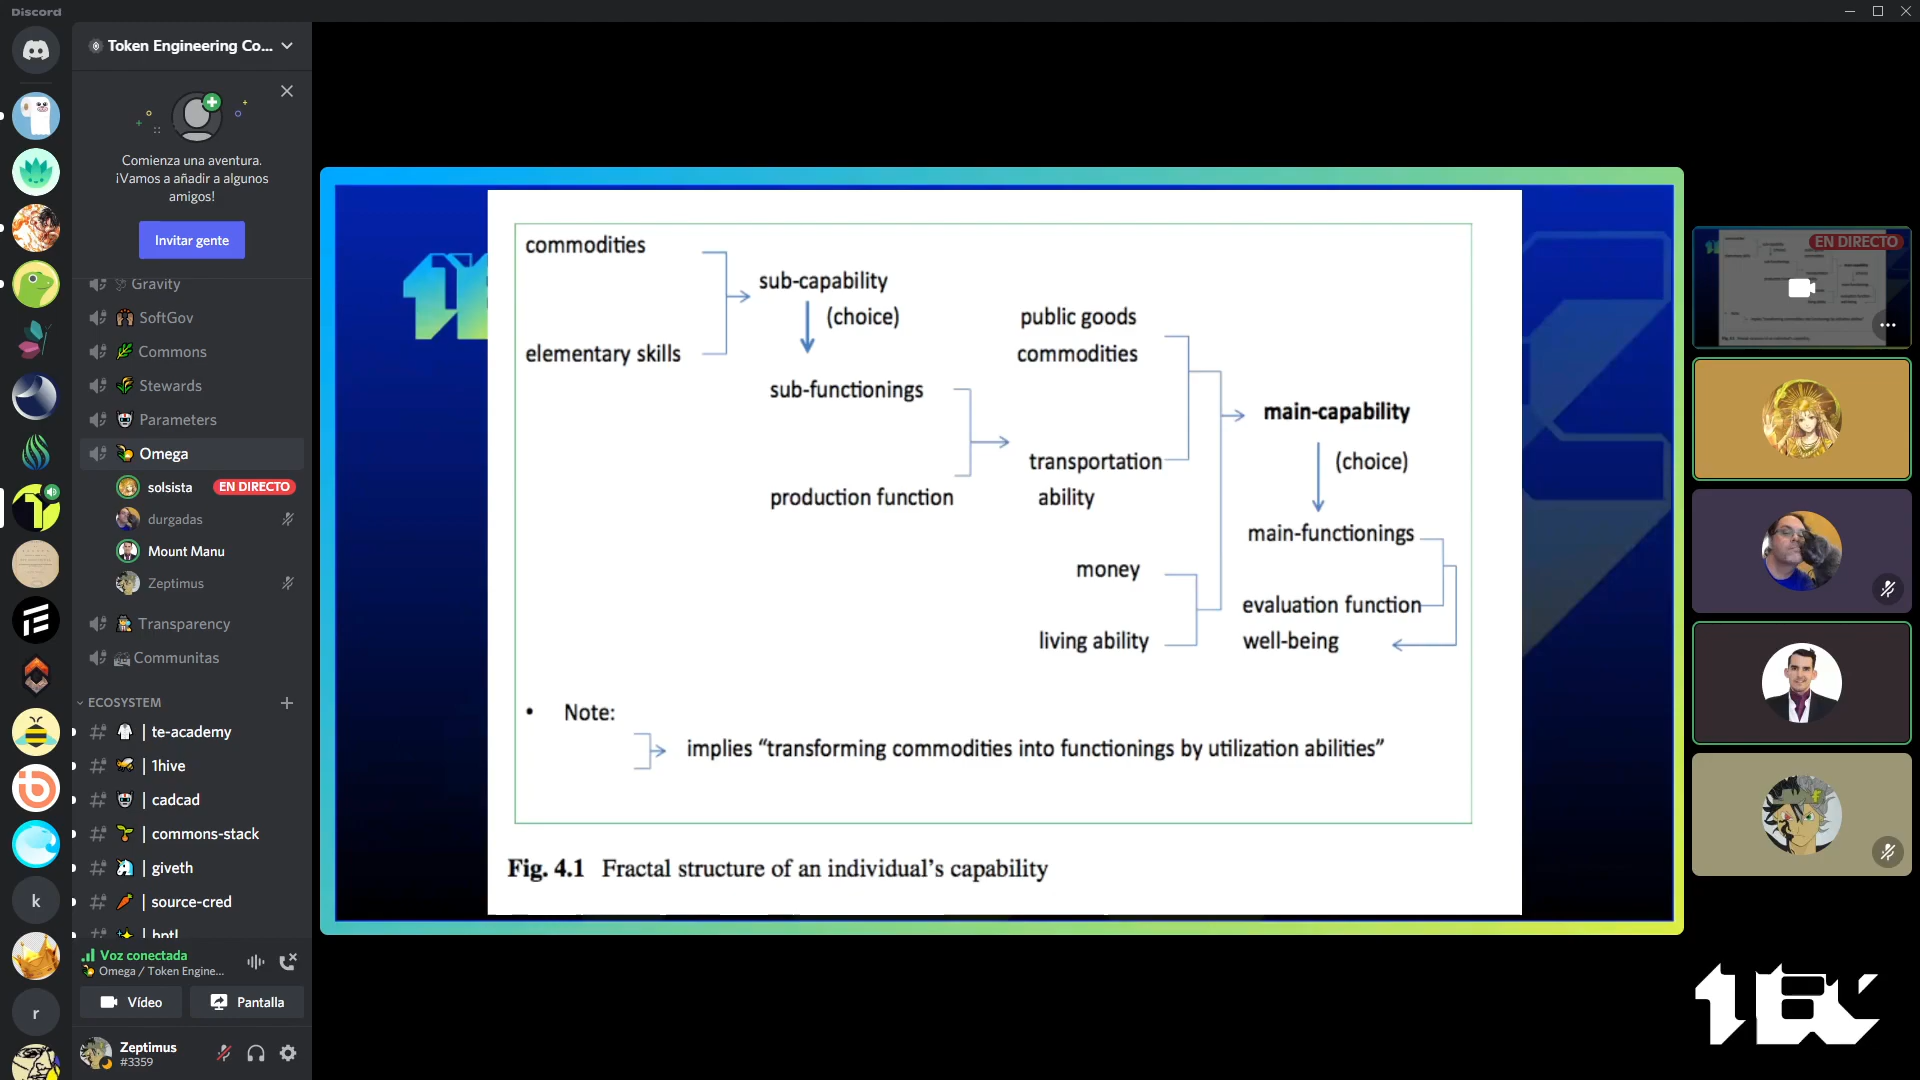 Discord
Token Engineering Co...
Comienza una aventura.
¡Vamos a añadir a algunos
amigos!
Invitar gente
Gravity
SoftGov
Commons
Stewards
Parameters
Omega
solsista EN DIRECTO
durgadas
Mount Manu
Zeptimus
Transparency
Communitas
ECOSYSTEM
| te-academy
| 1hive
| cadcad
| commons-stack
| giveth
| source-cred
k
r
Voz conectada
Omega / Token Engine...
Vídeo
Pantalla
Zeptimus
#3359
commodities
sub-capability
(choice)
elementary skills
public goods
commodities
sub-functionings
main-capability
(choice)
transportation
ability
production function
main-functionings
money
evaluation function
living ability
well-being
• Note:
implies “transforming commodities into functionings by utilization abilities”
Fig. 4.1 Fractal structure of an individual’s capability
EN DIRECTO
TEC